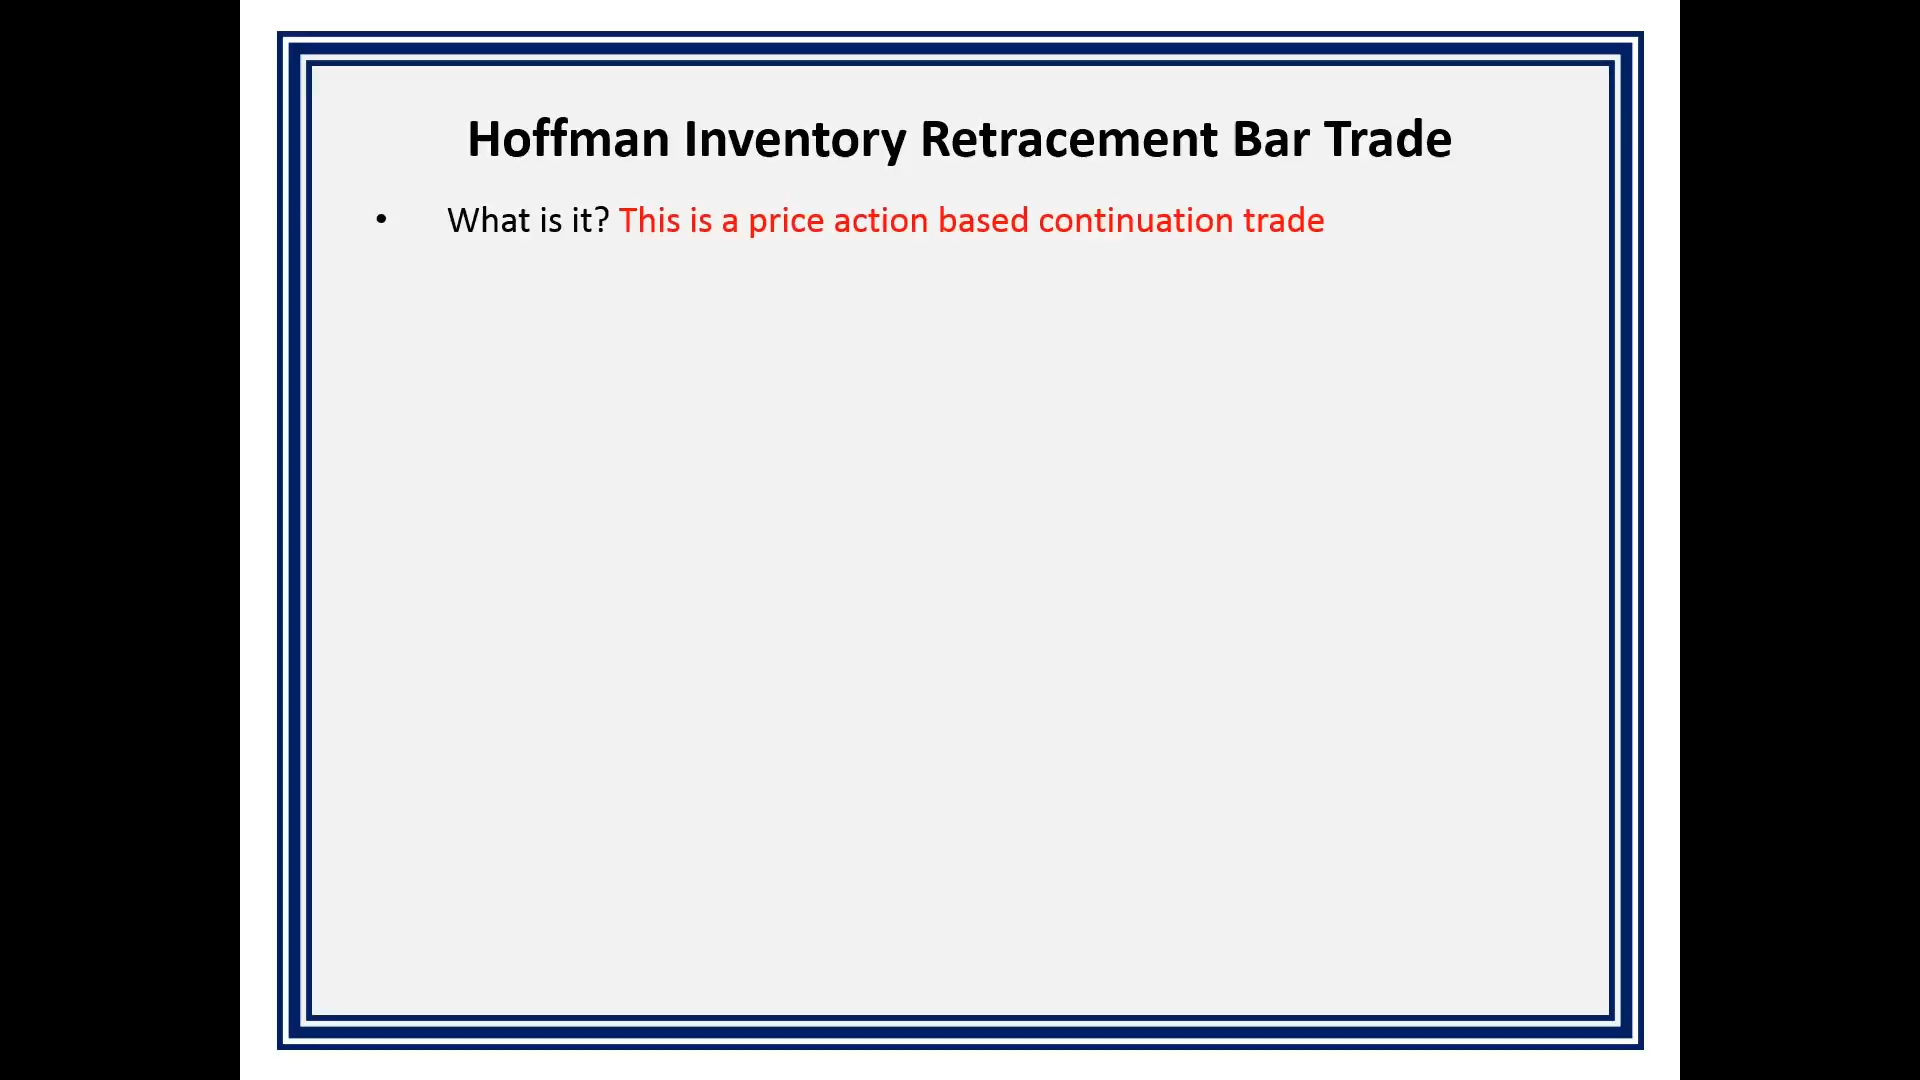 Hoffman Inventory Retracement Bar Trade
• What is it? This is a price action based continuation trade